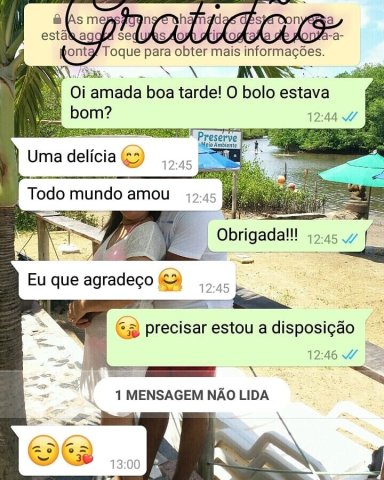 Gratidão
As mensagens e chamadas desta conversa
estão agora seguras com criptografia de ponta-a-
ponta. Toque para obter mais informações.
Oi amada boa tarde! O bolo estava
bom?
12:44
Preserve
o Meio Ambiente
Uma delícia 😊
12:45
Todo mundo amou
12:45
Obrigada!!!
12:45
Eu que agradeço 🤗
12:45
😘 precisar estou a disposição
12:46
1 MENSAGEM NÃO LIDA
😉😘
13:00